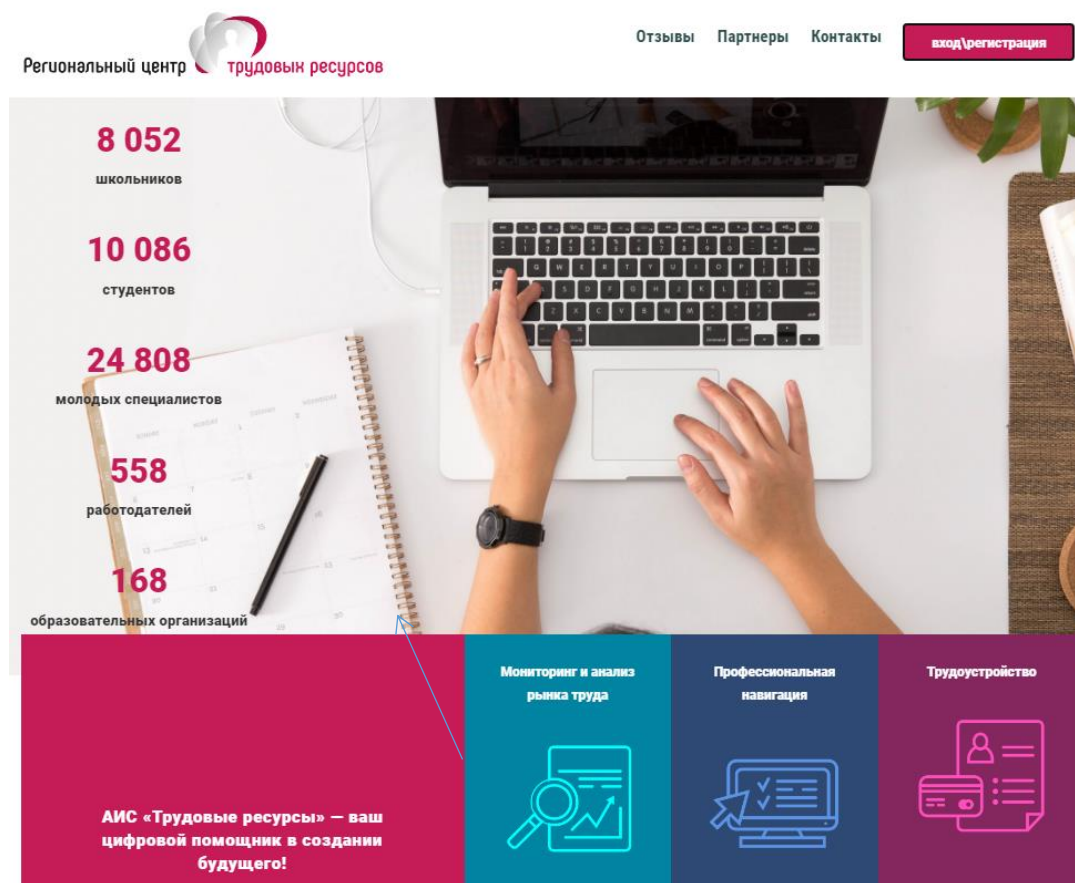 Региональный центр трудовых ресурсов
Отзывы Партнеры Контакты вход\регистрация
8 052
школьников
10 086
студентов
24 808
молодых специалистов
558
работодателей
168
образовательных организаций
АИС «Трудовые ресурсы» — ваш
цифровой помощник в создании
будущего!
Мониторинг и анализ
рынка труда
Профессиональная
навигация
Трудоустройство